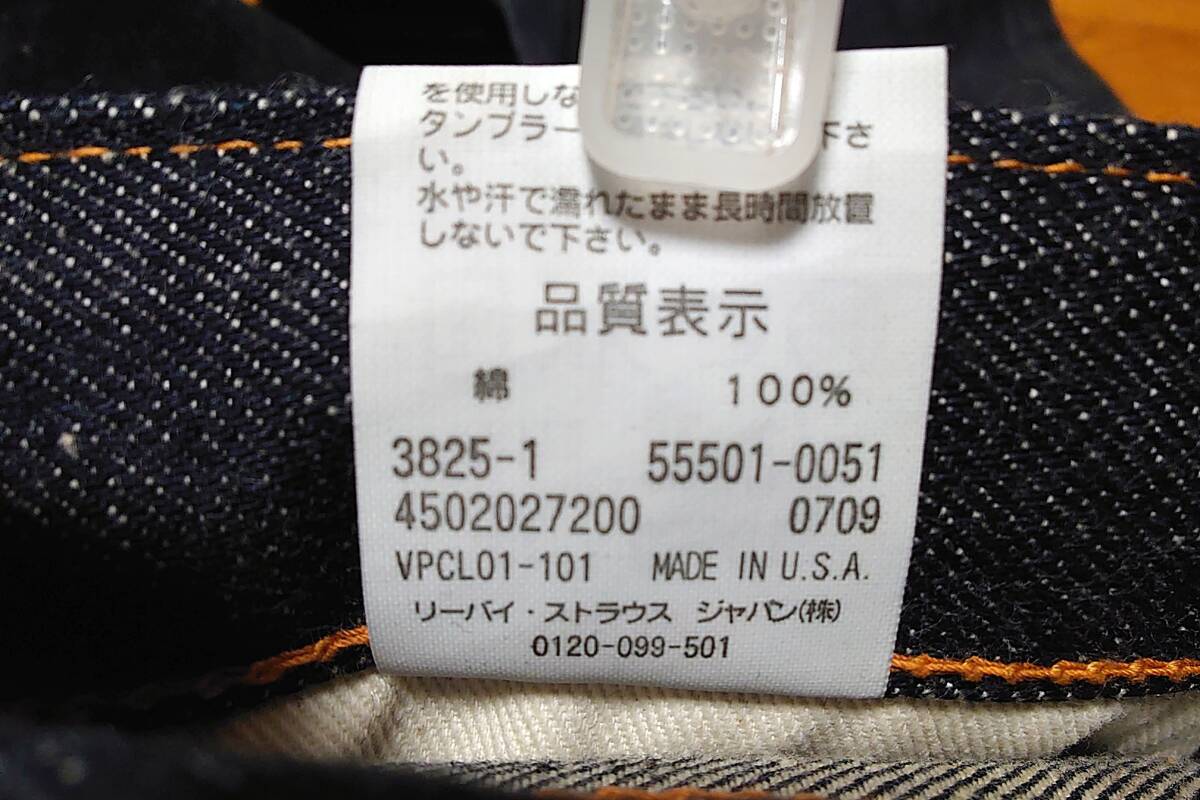 を使用しな
タンブラー 下さ
い。
水や汗で濡れたまま長時間放置
しないで下さい。
品質表示
綿 100%
3825-1 55501-0051
4502027200 0709
VPCL01-101 MADE IN U.S.A.
リーバイ・ストラウス ジャパン(株)
0120-099-501